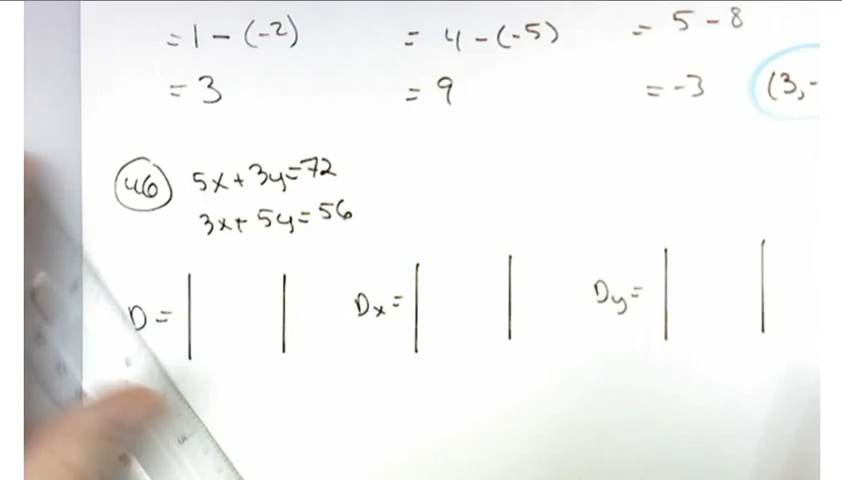 = 1 - (-2) = 4 - (-5) = 5 - 8
= 3 = 9 = -3 (3, -
46 5x + 3y = 72
3x + 5y = 56
D = | | Dx = | | Dy = | |